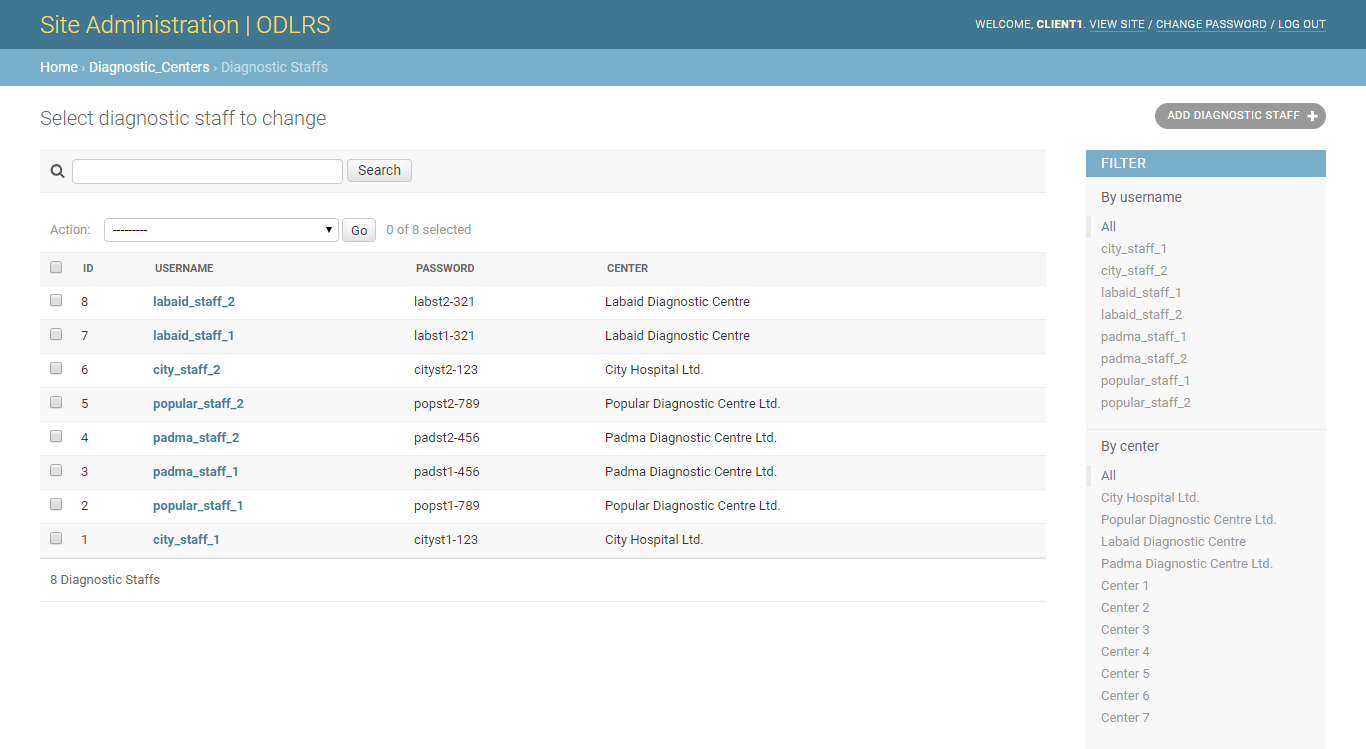 Site Administration | ODLRS
WELCOME, CLIENT1. VIEW SITE / CHANGE PASSWORD / LOG OUT
Home › Diagnostic_Centers › Diagnostic Staffs
Select diagnostic staff to change
ADD DIAGNOSTIC STAFF +
Search
Action: --------- Go 0 of 8 selected
ID USERNAME PASSWORD CENTER
8 labaid_staff_2 labst2-321 Labaid Diagnostic Centre
7 labaid_staff_1 labst1-321 Labaid Diagnostic Centre
6 city_staff_2 cityst2-123 City Hospital Ltd.
5 popular_staff_2 popst2-789 Popular Diagnostic Centre Ltd.
4 padma_staff_2 padst2-456 Padma Diagnostic Centre Ltd.
3 padma_staff_1 padst1-456 Padma Diagnostic Centre Ltd.
2 popular_staff_1 popst1-789 Popular Diagnostic Centre Ltd.
1 city_staff_1 cityst1-123 City Hospital Ltd.
8 Diagnostic Staffs
FILTER
By username
All
city_staff_1
city_staff_2
labaid_staff_1
labaid_staff_2
padma_staff_1
padma_staff_2
popular_staff_1
popular_staff_2
By center
All
City Hospital Ltd.
Popular Diagnostic Centre Ltd.
Labaid Diagnostic Centre
Padma Diagnostic Centre Ltd.
Center 1
Center 2
Center 3
Center 4
Center 5
Center 6
Center 7